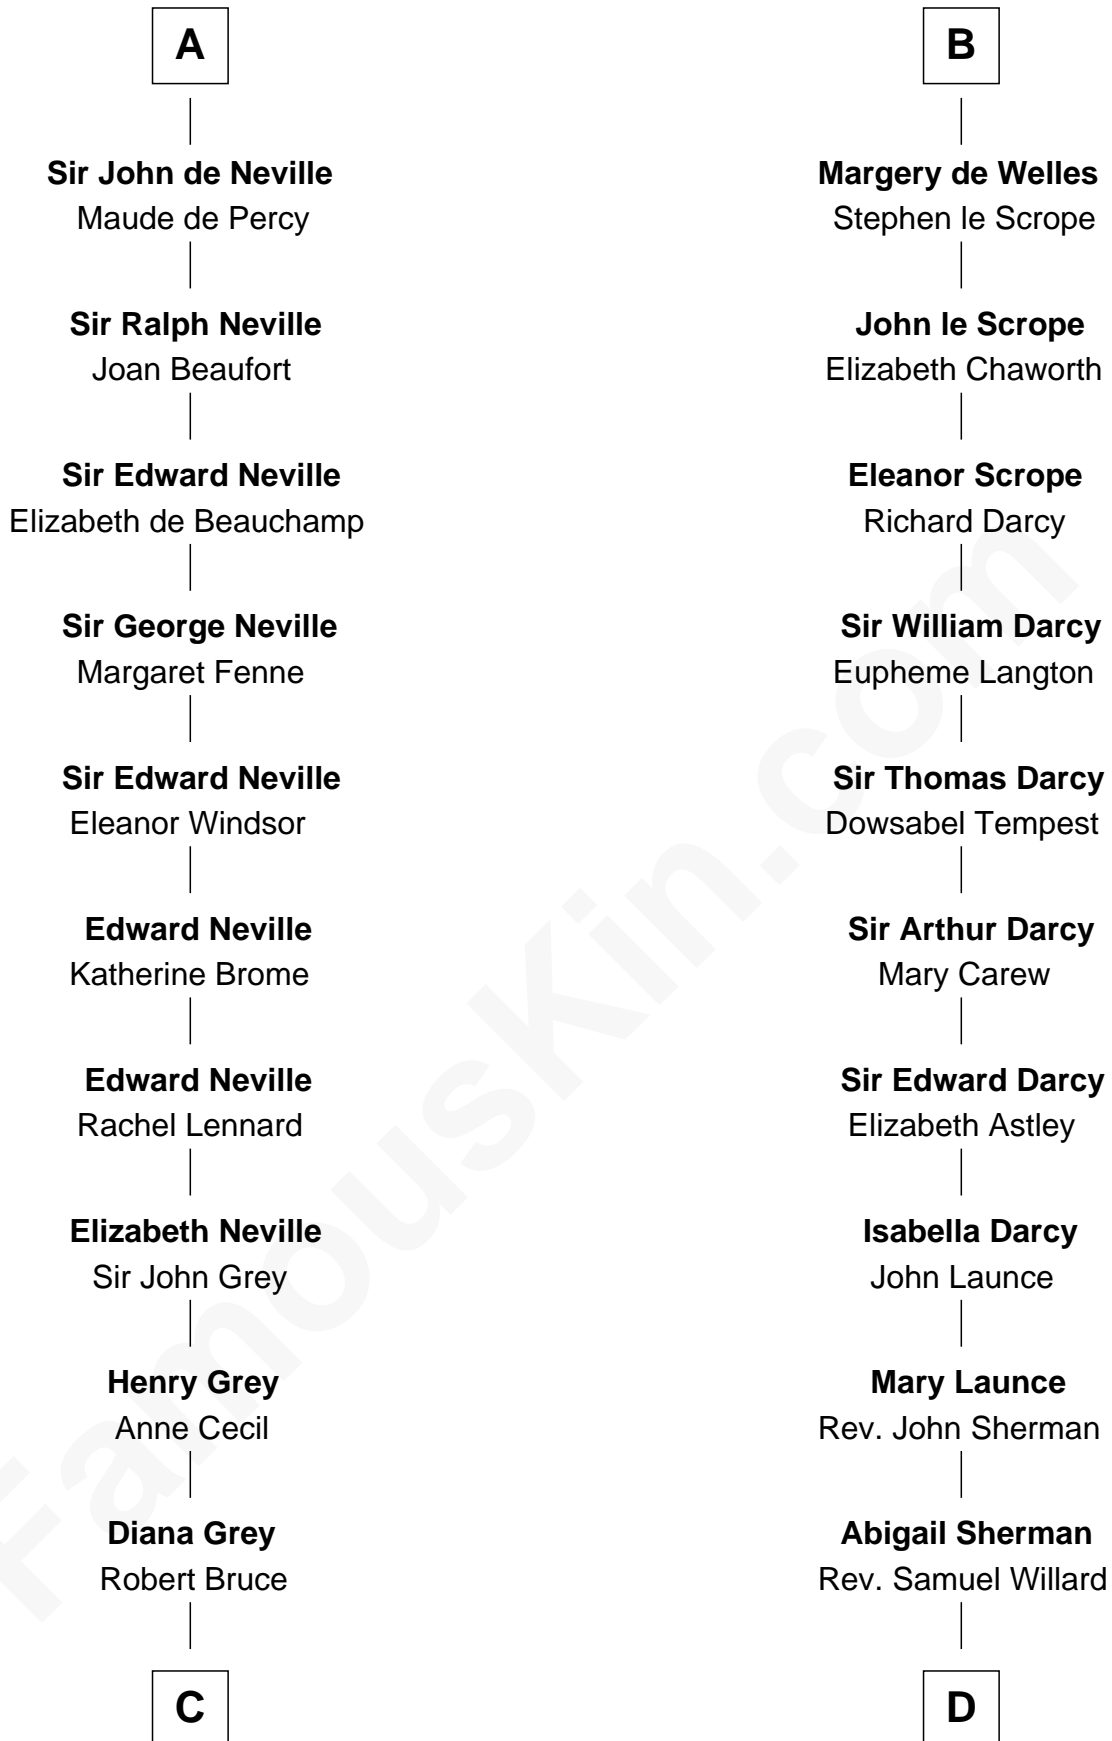 A
Sir John de Neville
Maude de Percy
Sir Ralph Neville
Joan Beaufort
Sir Edward Neville
Elizabeth de Beauchamp
Sir George Neville
Margaret Fenne
Sir Edward Neville
Eleanor Windsor
Edward Neville
Katherine Brome
Edward Neville
Rachel Lennard
Elizabeth Neville
Sir John Grey
Henry Grey
Anne Cecil
Diana Grey
Robert Bruce
C
B
Margery de Welles
Stephen le Scrope
John le Scrope
Elizabeth Chaworth
Eleanor Scrope
Richard Darcy
Sir William Darcy
Eupheme Langton
Sir Thomas Darcy
Dowsabel Tempest
Sir Arthur Darcy
Mary Carew
Sir Edward Darcy
Elizabeth Astley
Isabella Darcy
John Launce
Mary Launce
Rev. John Sherman
Abigail Sherman
Rev. Samuel Willard
D
FamousKin.com